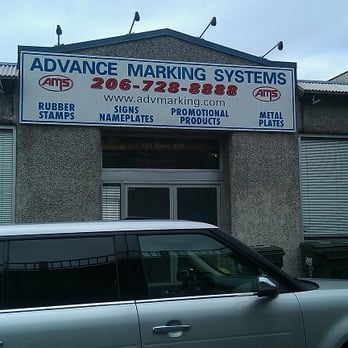 ADVANCE MARKING SYSTEMS
AMS 206-728-8888 AMS
www.advmarking.com
RUBBER STAMPS
SIGNS NAMEPLATES
PROMOTIONAL PRODUCTS
METAL PLATES